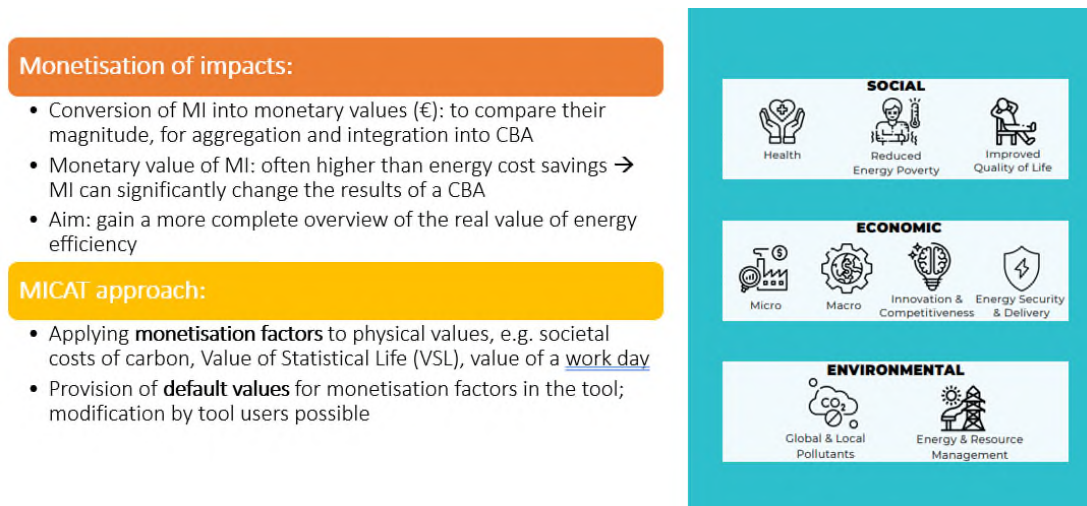 Monetisation of impacts:
• Conversion of MI into monetary values (€): to compare their
magnitude, for aggregation and integration into CBA
• Monetary value of MI: often higher than energy cost savings →
MI can significantly change the results of a CBA
• Aim: gain a more complete overview of the real value of energy
efficiency
MICAT approach:
• Applying monetisation factors to physical values, e.g. societal
costs of carbon, Value of Statistical Life (VSL), value of a work day
• Provision of default values for monetisation factors in the tool;
modification by tool users possible
SOCIAL
Health
Reduced
Energy Poverty
Improved
Quality of Life
ECONOMIC
Micro
Macro
Innovation &
Competitiveness
Energy Security
& Delivery
ENVIRONMENTAL
CO₂
Global & Local
Pollutants
Energy & Resource
Management